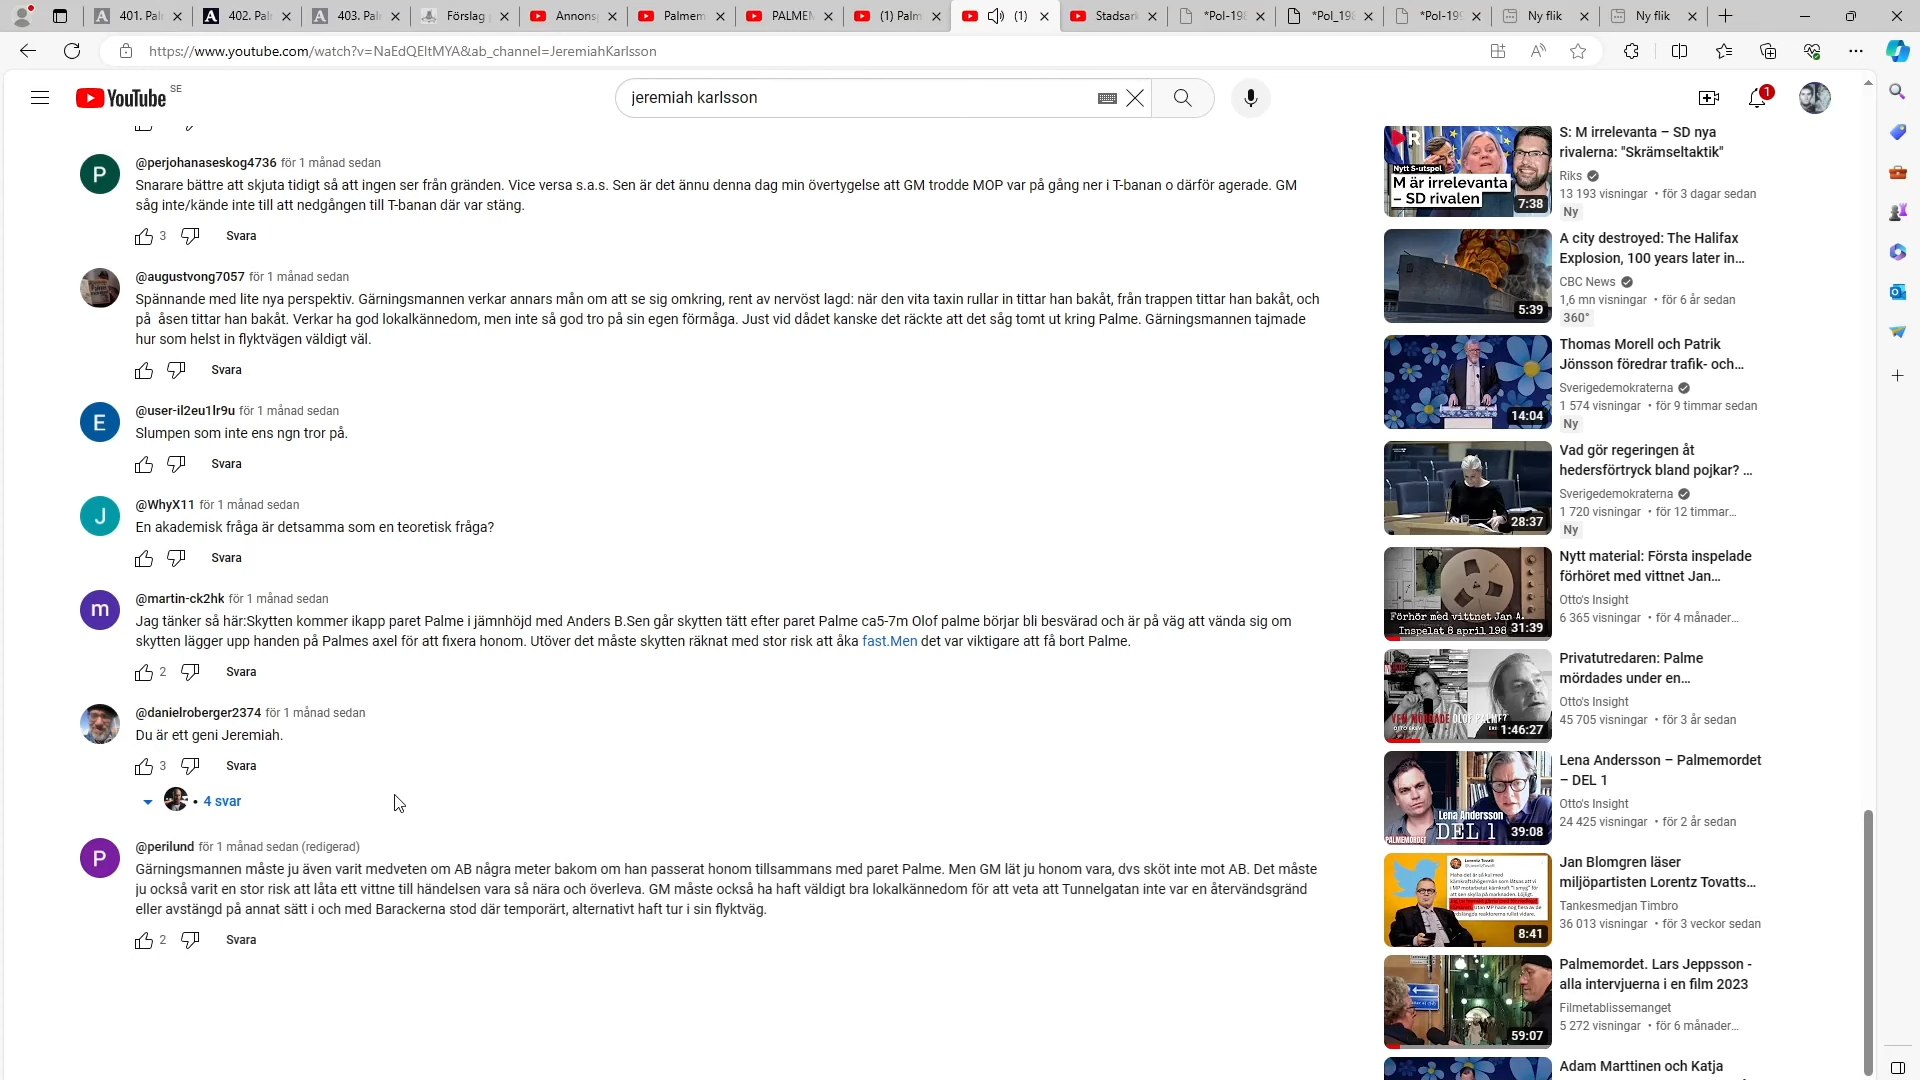 401. Pal
402. Pal
403. Pal
Förslag
Annons
Palmem
PALMEM
(1) Palm
(1)
Stadsark
*Pol-198
*Pol_198
*Pol-199
Ny flik
Ny flik
https://www.youtube.com/watch?v=NaEdQEltMYA&ab_channel=JeremiahKarlsson
YouTube SE
jeremiah karlsson
1
@perjohanaseskog4736 för 1 månad sedan
Snarare bättre att skjuta tidigt så att ingen ser från gränden. Vice versa s.a.s. Sen är det ännu denna dag min övertygelse att GM trodde MOP var på gång ner i T-banan o därför agerade. GM
såg inte/kände inte till att nedgången till T-banan där var stäng.
3 Svara
@augustvong7057 för 1 månad sedan
Spännande med lite nya perspektiv. Gärningsmannen verkar annars mån om att se sig omkring, rent av nervöst lagd: när den vita taxin rullar in tittar han bakåt, från trappen tittar han bakåt, och
på åsen tittar han bakåt. Verkar ha god lokalkännedom, men inte så god tro på sin egen förmåga. Just vid dådet kanske det räckte att det såg tomt ut kring Palme. Gärningsmannen tajmade
hur som helst in flyktvägen väldigt väl.
Svara
E
@user-il2eu1lr9u för 1 månad sedan
Slumpen som inte ens ngn tror på.
Svara
J
@WhyX11 för 1 månad sedan
En akademisk fråga är detsamma som en teoretisk fråga?
Svara
m
@martin-ck2hk för 1 månad sedan
Jag tänker så här:Skytten kommer ikapp paret Palme i jämnhöjd med Anders B.Sen går skytten tätt efter paret Palme ca5-7m Olof palme börjar bli besvärad och är på väg att vända sig om
skytten lägger upp handen på Palmes axel för att fixera honom. Utöver det måste skytten räknat med stor risk att åka fast.Men det var viktigare att få bort Palme.
2 Svara
@danielroberger2374 för 1 månad sedan
Du är ett geni Jeremiah.
3 Svara
• 4 svar
P
@perilund för 1 månad sedan (redigerad)
Gärningsmannen måste ju även varit medveten om AB några meter bakom om han passerat honom tillsammans med paret Palme. Men GM lät ju honom vara, dvs sköt inte mot AB. Det måste
ju också varit en stor risk att låta ett vittne till händelsen vara så nära och överleva. GM måste också ha haft väldigt bra lokalkännedom för att veta att Tunnelgatan inte var en återvändsgränd
eller avstängd på annat sätt i och med Barackerna stod där temporärt, alternativt haft tur i sin flyktväg.
2 Svara
P
R
Nytt S-utspel
M är irrelevanta
– SD rivalen
7:38
S: M irrelevanta – SD nya
rivalerna: "Skrämseltaktik"
Riks
13 193 visningar • för 3 dagar sedan
Ny
5:39
A city destroyed: The Halifax
Explosion, 100 years later in...
CBC News
1,6 mn visningar • för 6 år sedan
360°
14:04
Thomas Morell och Patrik
Jönsson föredrar trafik- och...
Sverigedemokraterna
1 574 visningar • för 9 timmar sedan
Ny
28:37
Vad gör regeringen åt
hedersförtryck bland pojkar? ...
Sverigedemokraterna
1 720 visningar • för 12 timmar...
Ny
Förhör med vittnet Jan A.
Inspelat 8 april 198
31:39
Nytt material: Första inspelade
förhöret med vittnet Jan...
Otto's Insight
6 365 visningar • för 4 månader...
VEM MÖRDADE OLOF PALME?
1:46:27
Privatutredaren: Palme
mördades under en...
Otto's Insight
45 705 visningar • för 3 år sedan
Lena Andersson
DEL 1
PALMEMORDET
39:08
Lena Andersson – Palmemordet
– DEL 1
Otto's Insight
24 425 visningar • för 2 år sedan
8:41
Jan Blomgren läser
miljöpartisten Lorentz Tovatts...
Tankesmedjan Timbro
36 013 visningar • för 3 veckor sedan
59:07
Palmemordet. Lars Jeppsson -
alla intervjuerna i en film 2023
Filmetablissemanget
5 272 visningar • för 6 månader...
Adam Marttinen och Katja